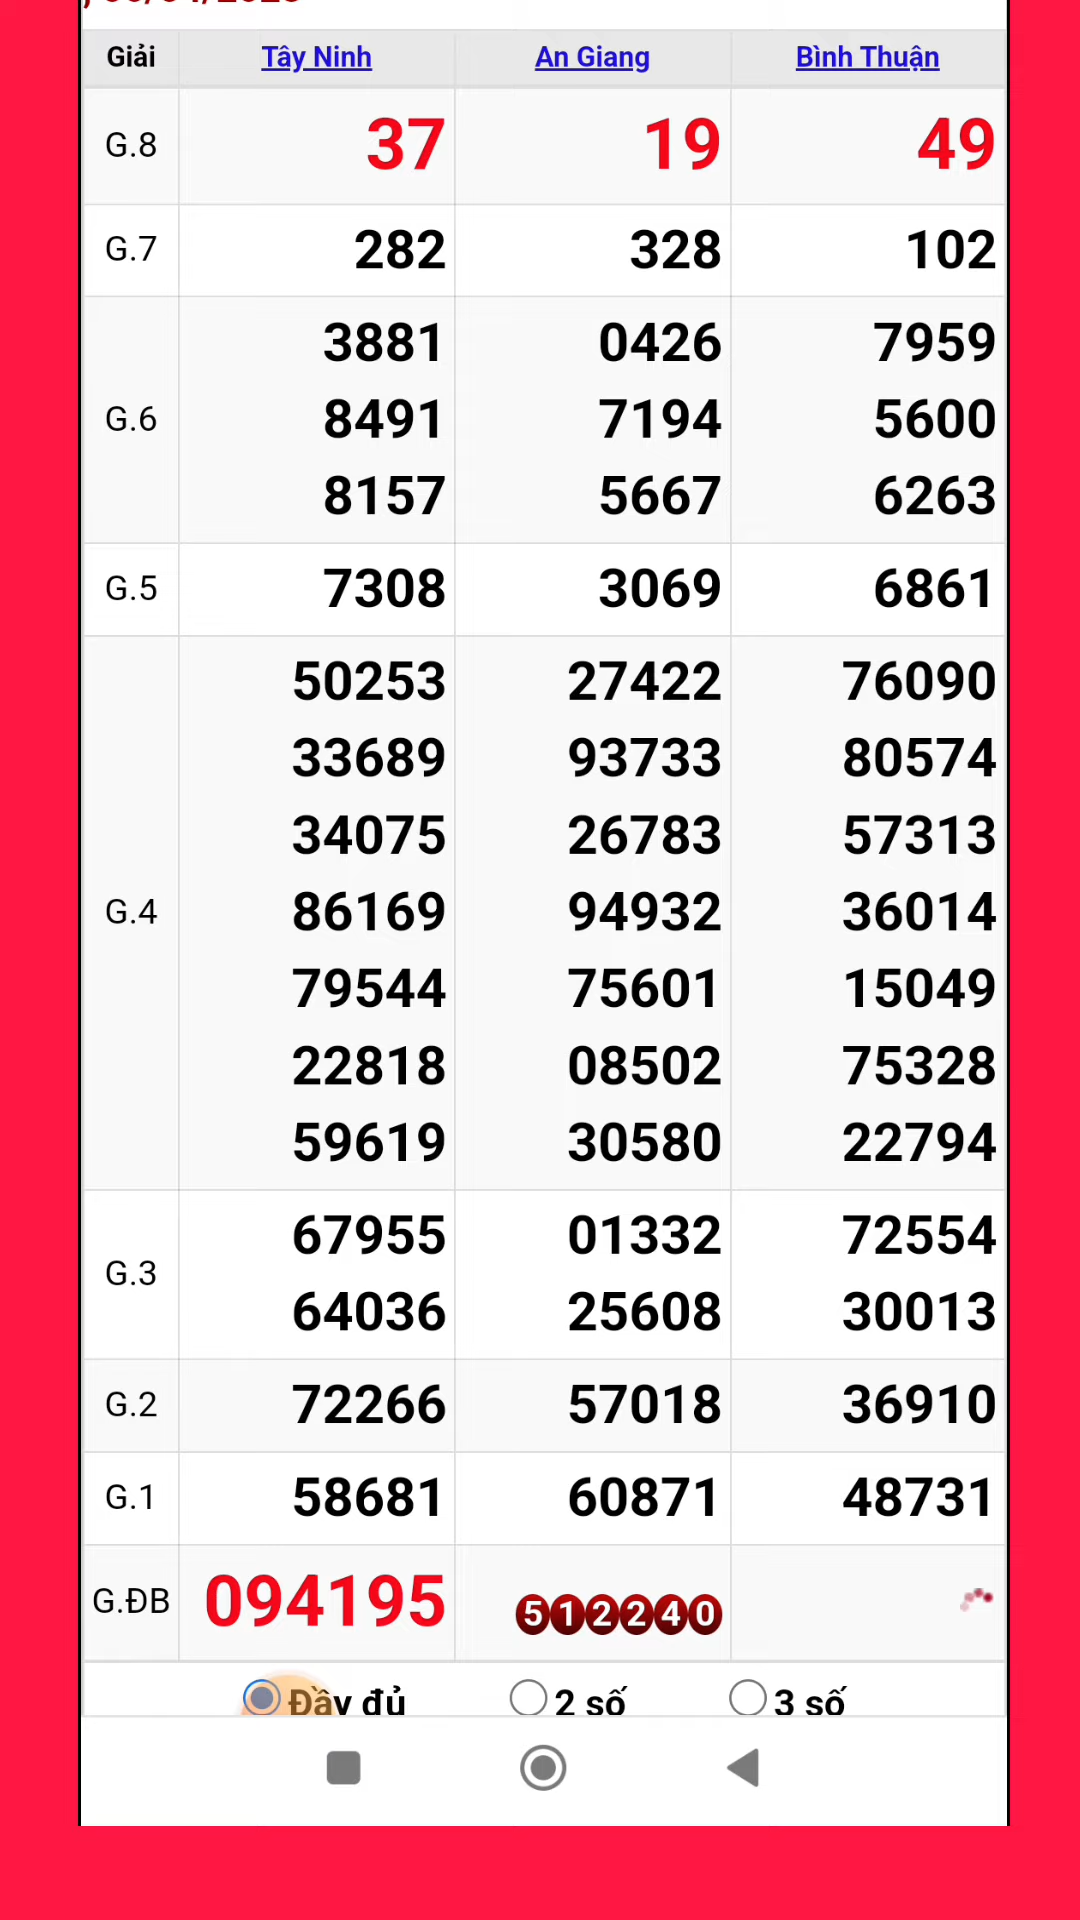 Giải Tây Ninh An Giang Bình Thuận
G.8 37 19 49
G.7 282 328 102
3881 0426 7959
G.6 8491 7194 5600
8157 5667 6263
G.5 7308 3069 6861
50253 27422 76090
33689 93733 80574
34075 26783 57313
G.4 86169 94932 36014
79544 75601 15049
22818 08502 75328
59619 30580 22794
67955 01332 72554
G.3
64036 25608 30013
G.2 72266 57018 36910
G.1 58681 60871 48731
G.ĐB 094195 512240
Đầy đủ 2 số 3 số